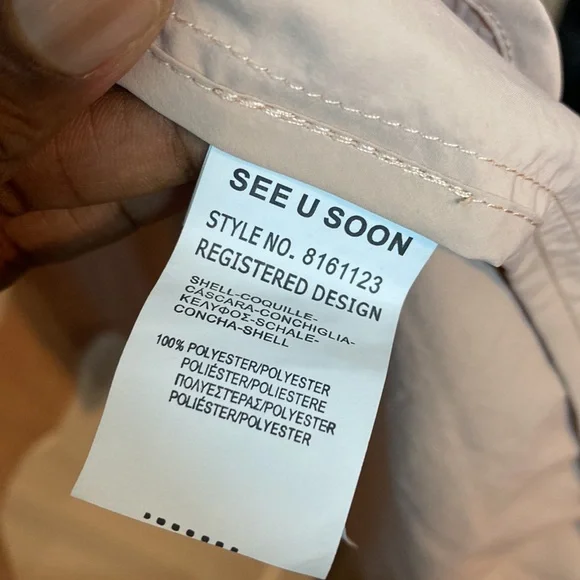 SEE U SOON
STYLE NO. 8161123
REGISTERED DESIGN
SHELL-COQUILLE-
CÁSCARA-CONCHIGLIA-
ΚΕΛΥΦΟΣ-SCHALE-
CONCHA-SHELL
100% POLYESTER/POLYESTER
POLIÉSTER/POLIESTERE
ΠΟΛΥΕΣΤΕΡΑΣ/POLYESTER
POLIÉSTER/POLYESTER